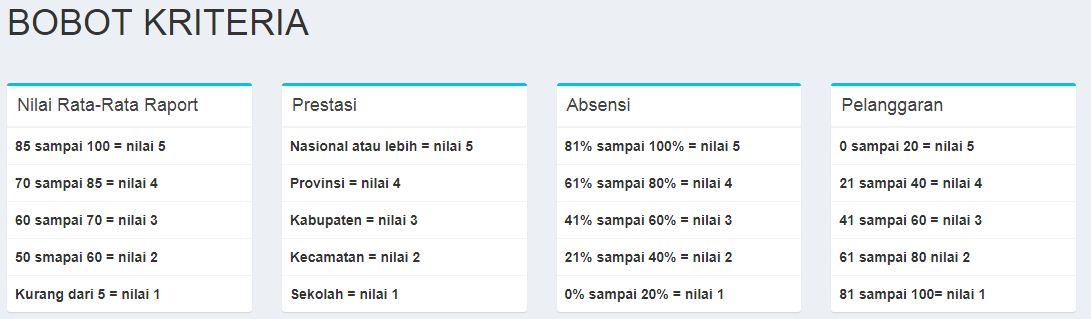 BOBOT KRITERIA
Nilai Rata-Rata Raport
85 sampai 100 = nilai 5
70 sampai 85 = nilai 4
60 sampai 70 = nilai 3
50 smapai 60 = nilai 2
Kurang dari 5 = nilai 1
Prestasi
Nasional atau lebih = nilai 5
Provinsi = nilai 4
Kabupaten = nilai 3
Kecamatan = nilai 2
Sekolah = nilai 1
Absensi
81% sampai 100% = nilai 5
61% sampai 80% = nilai 4
41% sampai 60% = nilai 3
21% sampai 40% = nilai 2
0% sampai 20% = nilai 1
Pelanggaran
0 sampai 20 = nilai 5
21 sampai 40 = nilai 4
41 sampai 60 = nilai 3
61 sampai 80 nilai 2
81 sampai 100= nilai 1